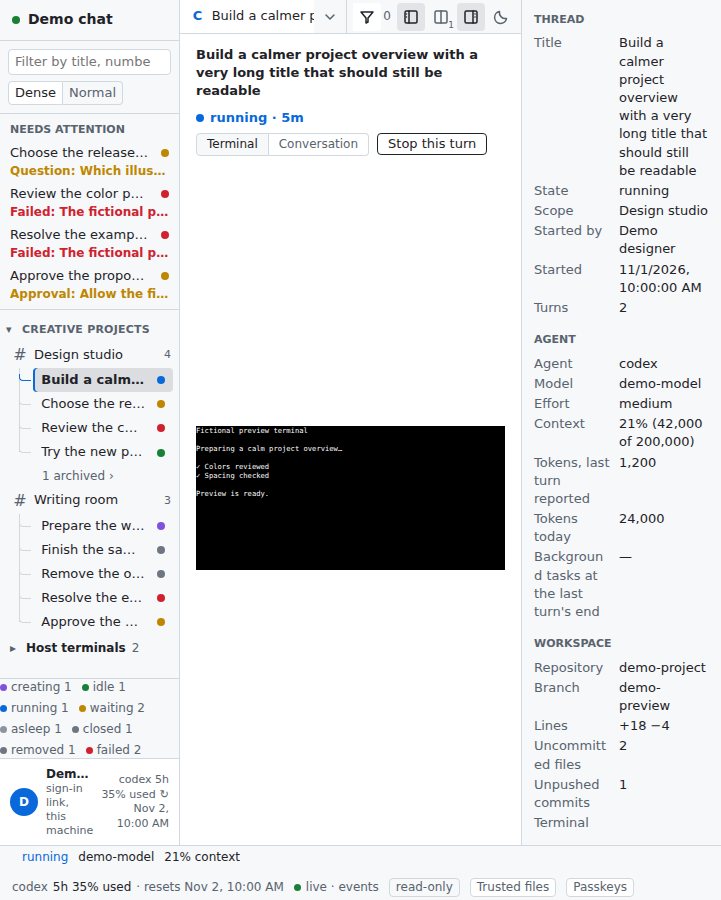 Demo chat
Filter by title, numbe
Dense Normal
NEEDS ATTENTION
Choose the release…
Question: Which illus…
Review the color p…
Failed: The fictional p…
Resolve the examp…
Failed: The fictional p…
Approve the propo…
Approval: Allow the fi…
▾ CREATIVE PROJECTS
# Design studio 4
Build a calm…
Choose the re…
Review the c…
Try the new p…
1 archived ›
# Writing room 3
Prepare the w…
Finish the sa…
Remove the o…
Resolve the e…
Approve the …
▸ Host terminals 2
creating 1 idle 1
running 1 waiting 2
asleep 1 closed 1
removed 1 failed 2
D
Dem…
sign-in
link,
this
machine
codex 5h
35% used ↻
Nov 2,
10:00 AM
C Build a calmer p
0
1
Build a calmer project overview with a
very long title that should still be
readable
running · 5m
Terminal Conversation Stop this turn
Fictional preview terminal
Preparing a calm project overview…
✓ Colors reviewed
✓ Spacing checked
Preview is ready.
THREAD
Title Build a
calmer
project
overview
with a very
long title that
should still
be readable
State running
Scope Design studio
Started by Demo
designer
Started 11/1/2026,
10:00:00 AM
Turns 2
AGENT
Agent codex
Model demo-model
Effort medium
Context 21% (42,000
of 200,000)
Tokens, last 1,200
turn
reported
Tokens 24,000
today
Backgroun —
d tasks at
the last
turn's end
WORKSPACE
Repository demo-project
Branch demo-
preview
Lines +18 −4
Uncommitt 2
ed files
Unpushed 1
commits
Terminal
running demo-model 21% context
codex 5h 35% used · resets Nov 2, 10:00 AM live · events read-only Trusted files Passkeys